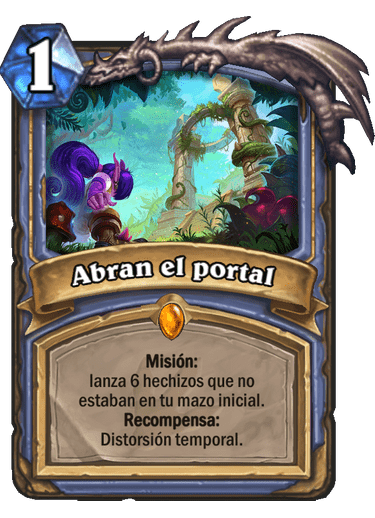 1
Abran el portal
Misión:
lanza 6 hechizos que no
estaban en tu mazo inicial.
Recompensa:
Distorsión temporal.